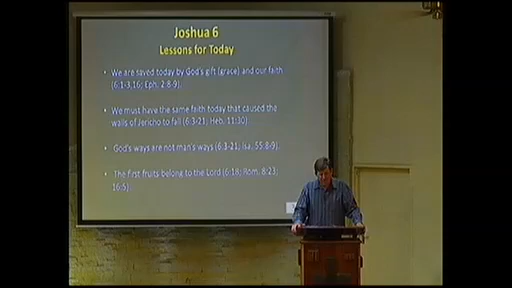 Joshua 6
Lessons for Today
• We are saved today by God's gift (grace) and our faith
(6:1-3,16; Eph. 2:8-9).
• We must have the same faith today that caused the
walls of Jericho to fall (6:3-21; Heb. 11:30).
• God's ways are not man's ways (6:3-21; Isa. 55:8-9).
• The first fruits belong to the Lord (6:18; Rom. 8:23;
16:5).